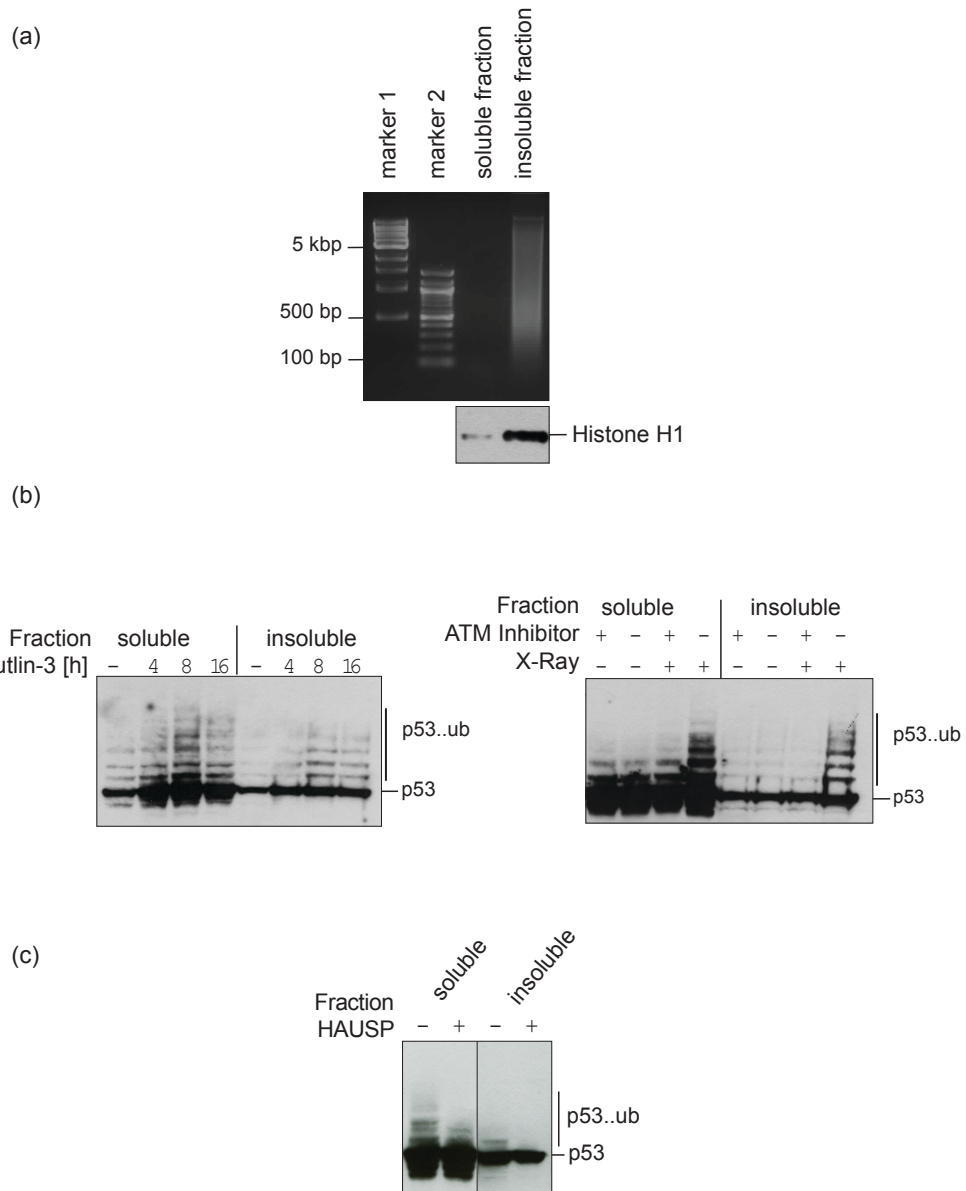 (a)
marker 1
marker 2
soluble fraction
insoluble fraction
5 kbp
500 bp
100 bp
Histone H1
(b)
Fraction soluble insoluble
utlin-3 [h] – 4 8 16 – 4 8 16
p53..ub
p53
Fraction soluble insoluble
ATM Inhibitor + – + – + – + –
X-Ray – – + + – – + +
p53..ub
p53
(c)
Fraction soluble insoluble
HAUSP – + – +
p53..ub
p53